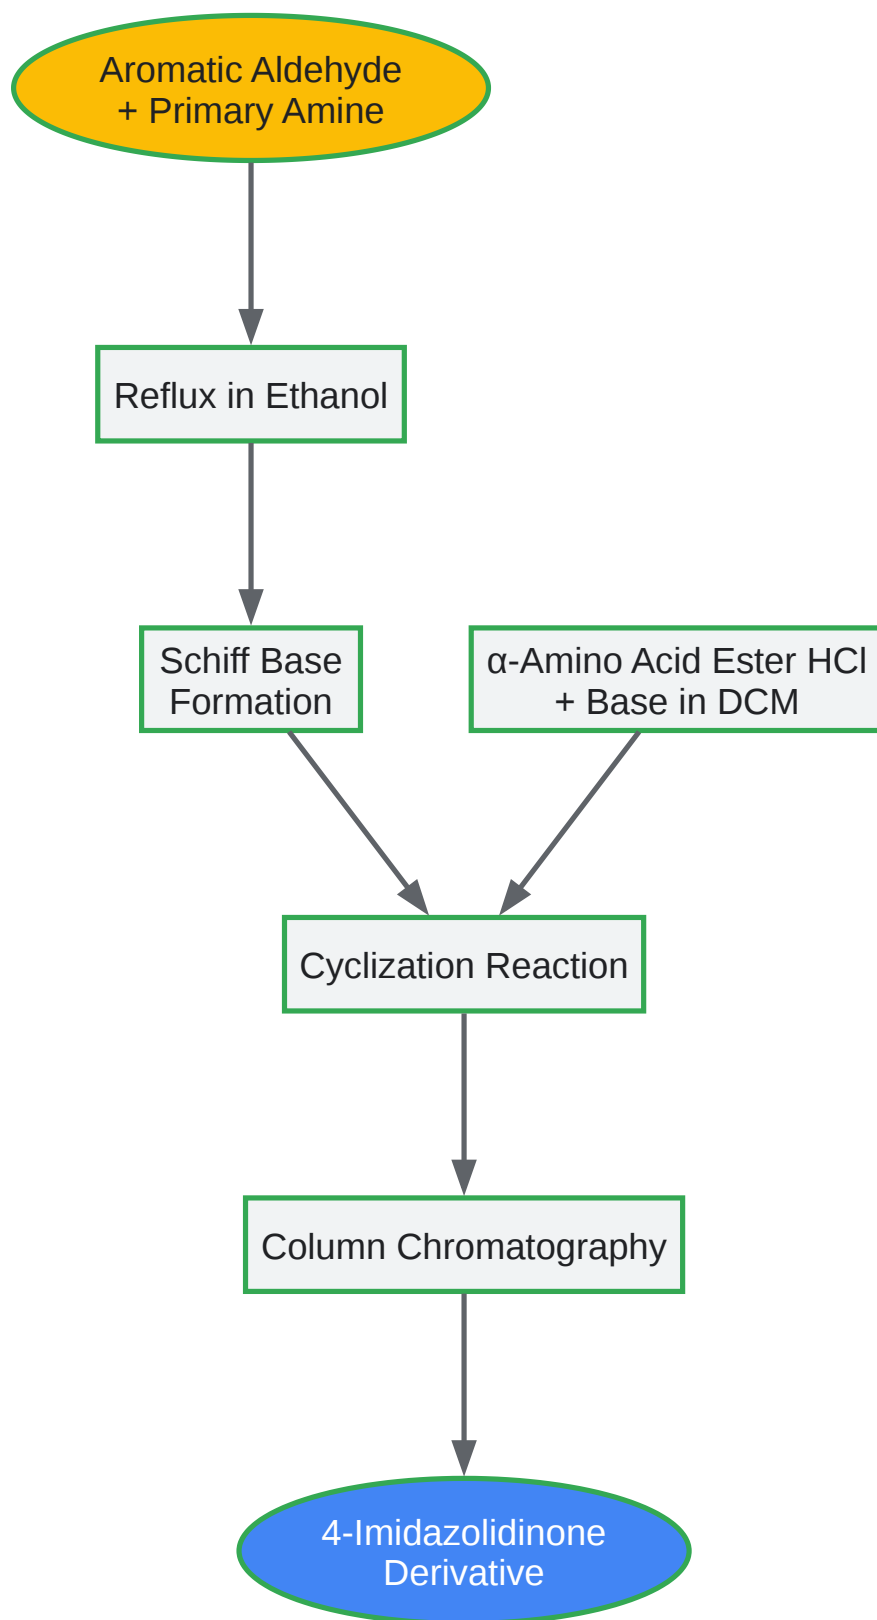 Aromatic Aldehyde
+ Primary Amine
Reflux in Ethanol
Schiff Base
Formation
α-Amino Acid Ester HCl
+ Base in DCM
Cyclization Reaction
Column Chromatography
4-Imidazolidinone
Derivative